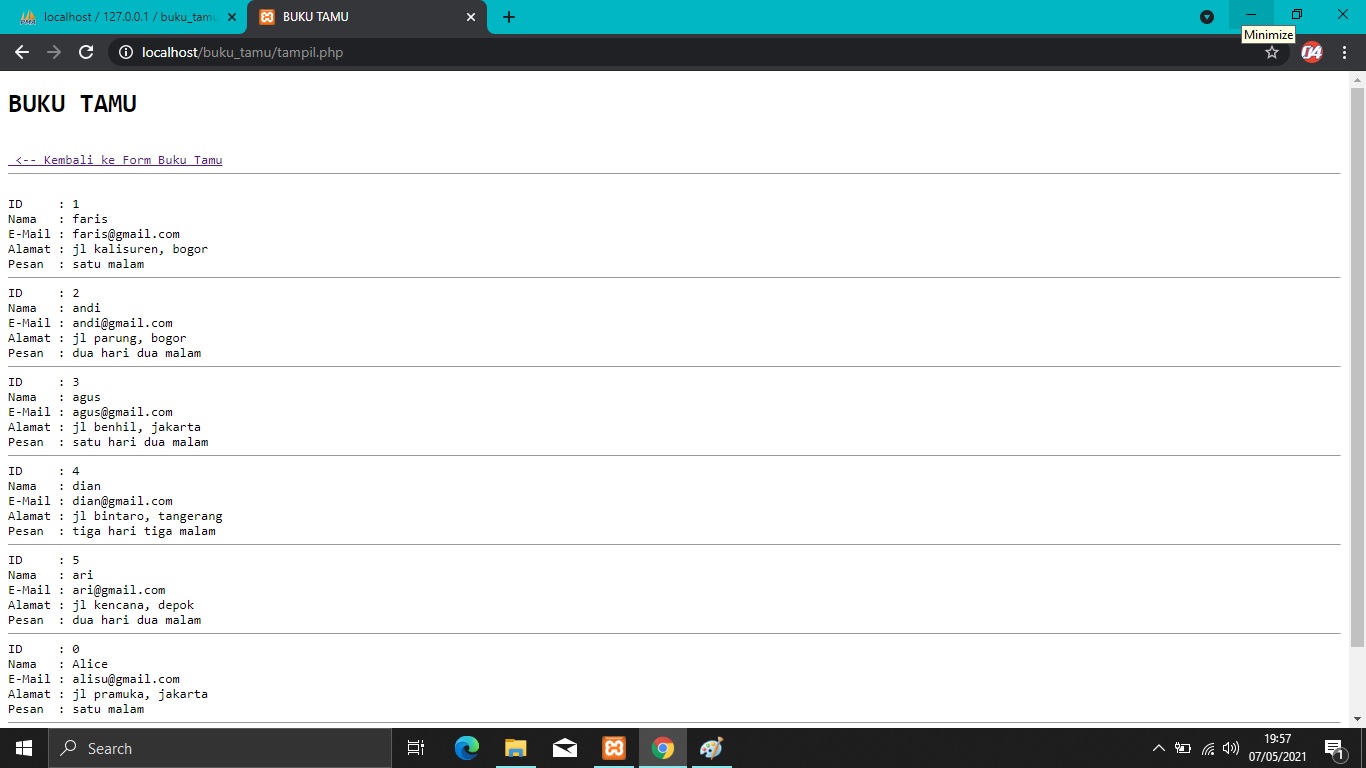 localhost / 127.0.0.1 / buku_tamu
BUKU TAMU
Minimize
localhost/buku_tamu/tampil.php
BUKU TAMU
<-- Kembali ke Form Buku Tamu
ID : 1
Nama : faris
E-Mail : faris@gmail.com
Alamat : jl kalisuren, bogor
Pesan : satu malam
ID : 2
Nama : andi
E-Mail : andi@gmail.com
Alamat : jl parung, bogor
Pesan : dua hari dua malam
ID : 3
Nama : agus
E-Mail : agus@gmail.com
Alamat : jl benhil, jakarta
Pesan : satu hari dua malam
ID : 4
Nama : dian
E-Mail : dian@gmail.com
Alamat : jl bintaro, tangerang
Pesan : tiga hari tiga malam
ID : 5
Nama : ari
E-Mail : ari@gmail.com
Alamat : jl kencana, depok
Pesan : dua hari dua malam
ID : 0
Nama : Alice
E-Mail : alisu@gmail.com
Alamat : jl pramuka, jakarta
Pesan : satu malam
Search
19:57
07/05/2021
1